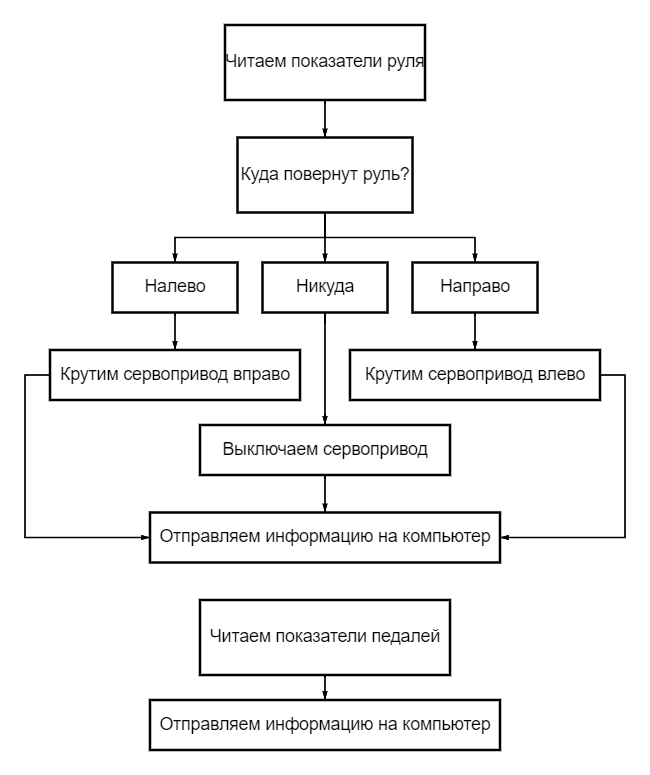 Читаем показатели руля
Куда повернут руль?
Налево
Никуда
Направо
Крутим сервопривод вправо
Крутим сервопривод влево
Выключаем сервопривод
Отправляем информацию на компьютер
Читаем показатели педалей
Отправляем информацию на компьютер